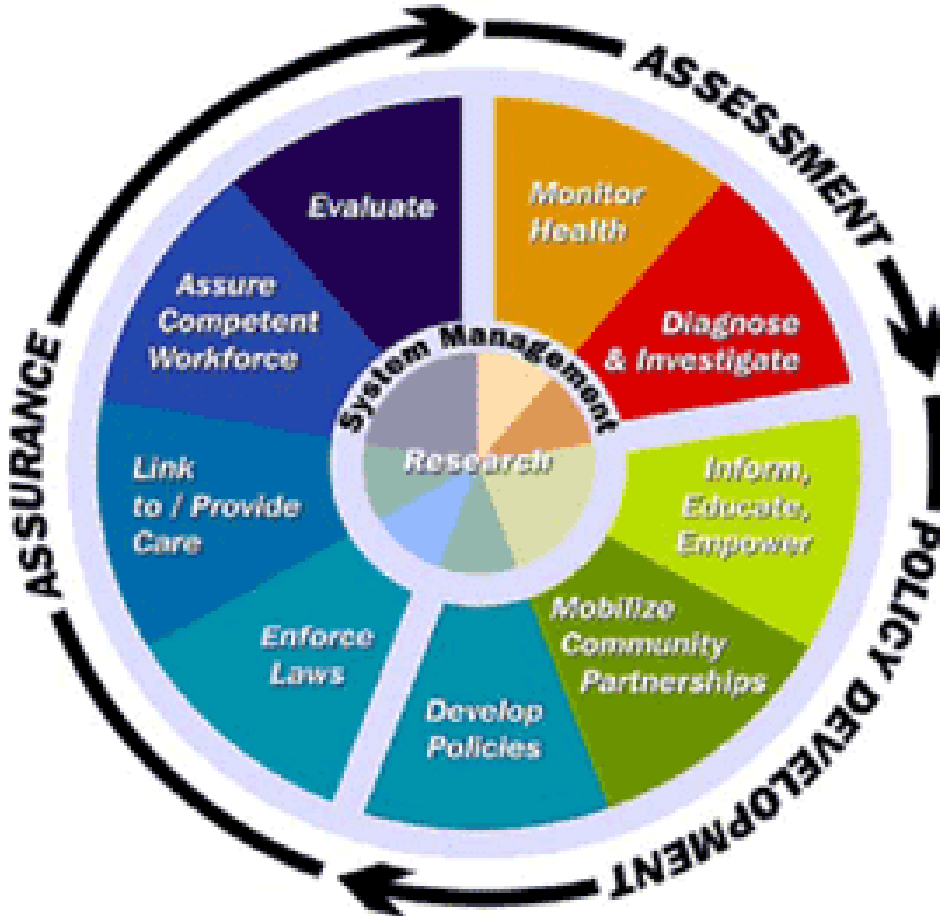 ASSESSMENT
POLICY DEVELOPMENT
ASSURANCE
Monitor
Health
Diagnose
& Investigate
Inform,
Educate,
Empower
Mobilize
Community
Partnerships
Develop
Policies
Enforce
Laws
Link
to / Provide
Care
Assure
Competent
Workforce
Evaluate
System Management
Research